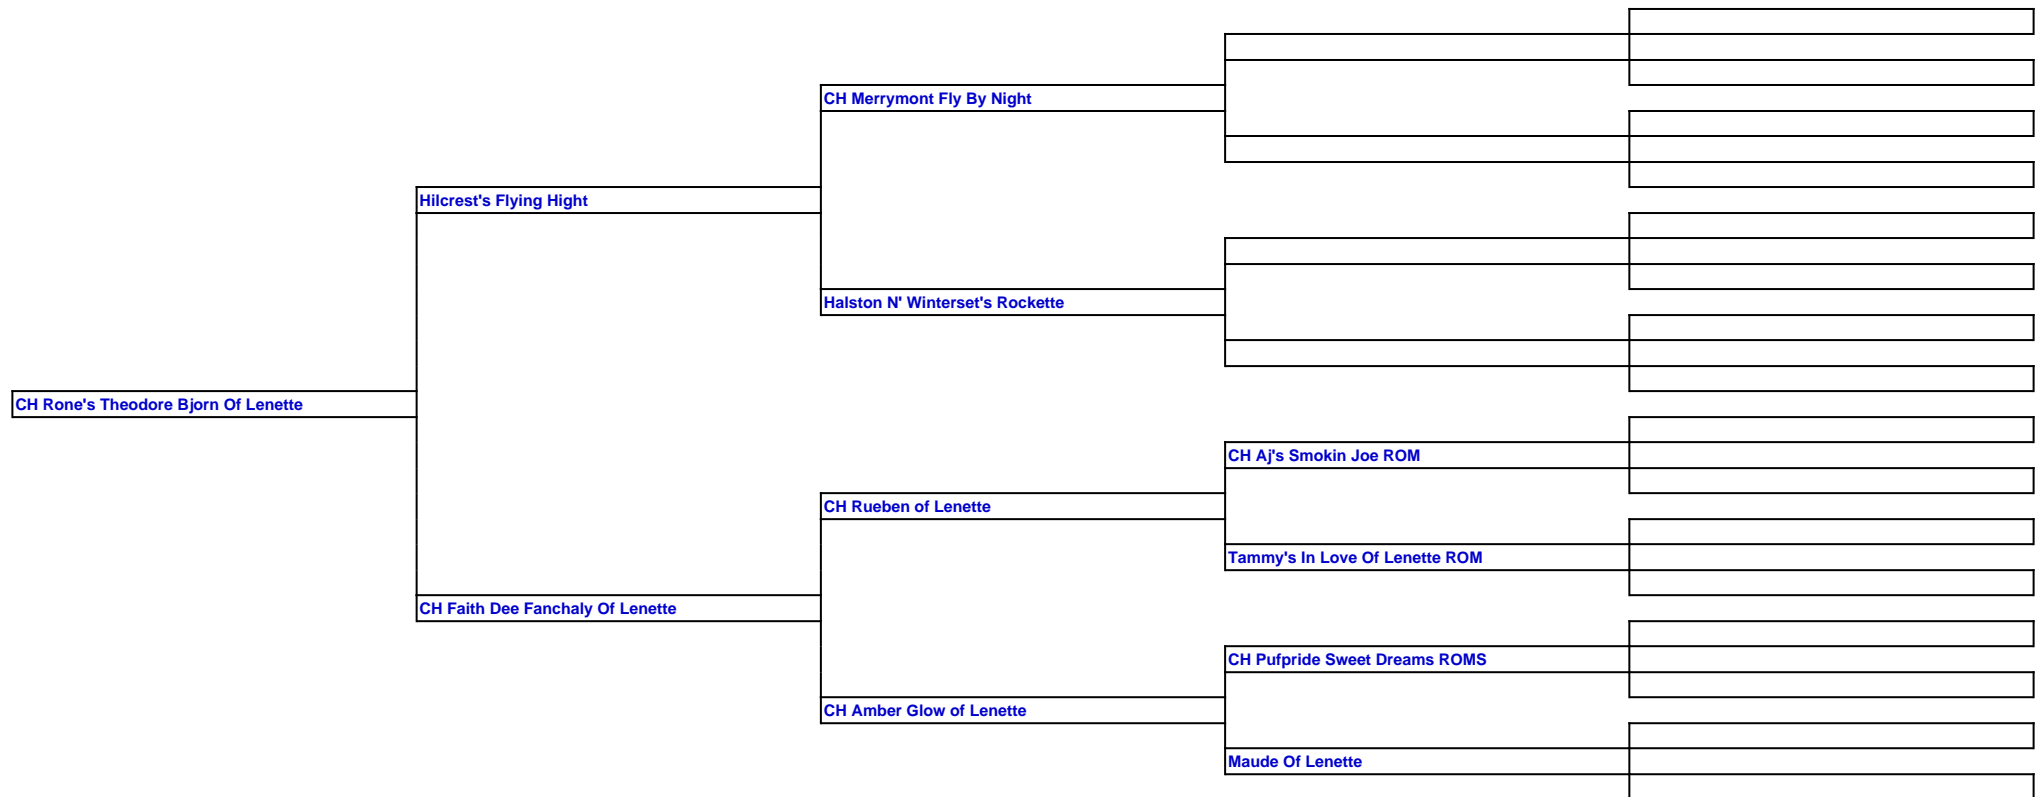 CH Merrymont Fly By Night
Hilcrest's Flying Hight
Halston N' Winterset's Rockette
CH Rone's Theodore Bjorn Of Lenette
CH Aj's Smokin Joe ROM
CH Rueben of Lenette
Tammy's In Love Of Lenette ROM
CH Faith Dee Fanchaly Of Lenette
CH Pufpride Sweet Dreams ROMS
CH Amber Glow of Lenette
Maude Of Lenette